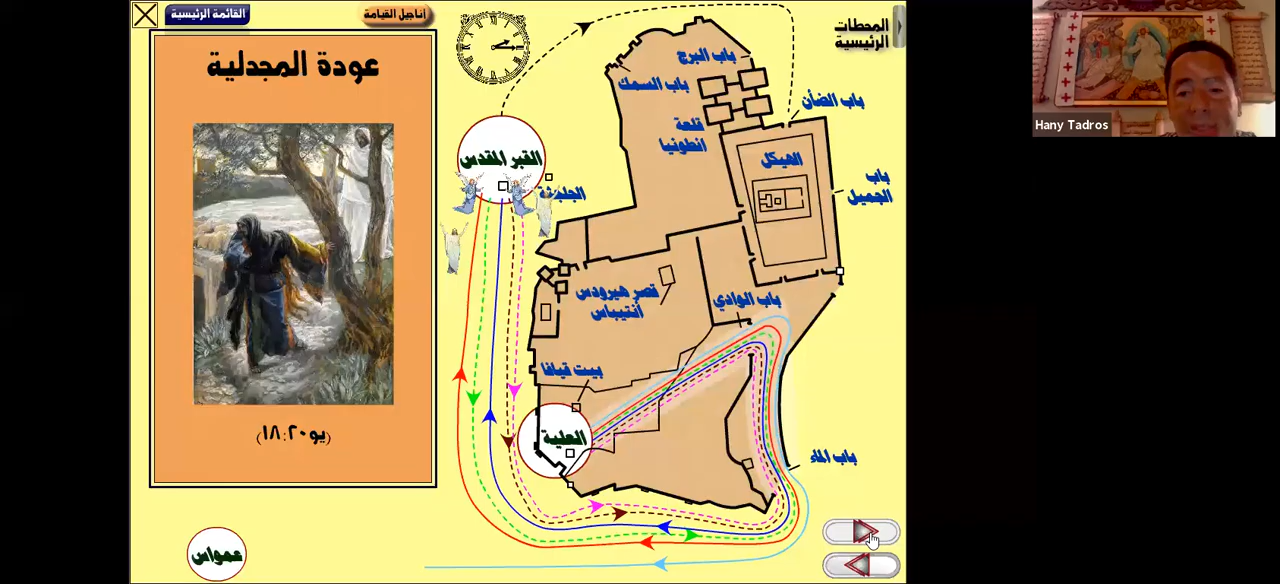 القائمة الرئيسية
أناجيل القيامة
المحطات
الرئيسية
عودة المجدلية
(يو٢٠:١٨)
عمواس
القبر المقدس
الجلجثة
باب البرج
باب السمك
باب الضأن
قلعة
انطونيا
الهيكل
باب
الجميل
قصر هيرودس
أنتيباس
باب الوادي
بيت قيافا
العلية
باب الماء
Hany Tadros